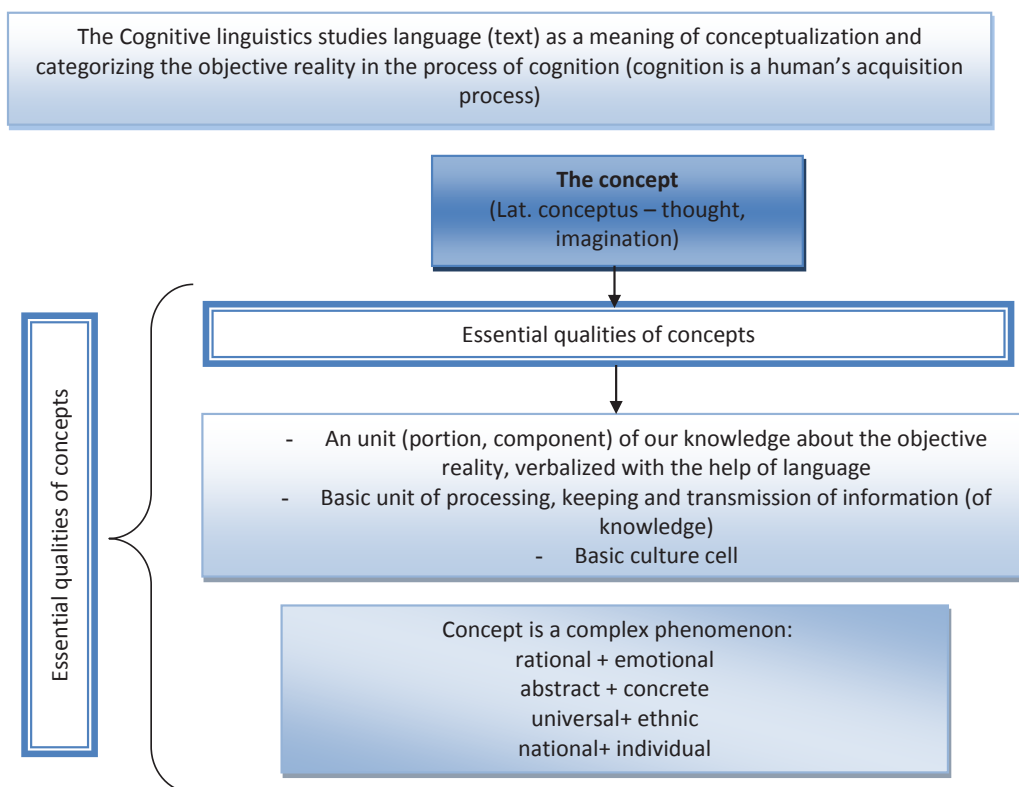 The Cognitive linguistics studies language (text) as a meaning of conceptualization and
categorizing the objective reality in the process of cognition (cognition is a human’s acquisition
process)
The concept
(Lat. conceptus – thought,
imagination)
Essential qualities of concepts
Essential qualities of concepts
- An unit (portion, component) of our knowledge about the objective
reality, verbalized with the help of language
- Basic unit of processing, keeping and transmission of information (of
knowledge)
- Basic culture cell
Concept is a complex phenomenon:
rational + emotional
abstract + concrete
universal+ ethnic
national+ individual